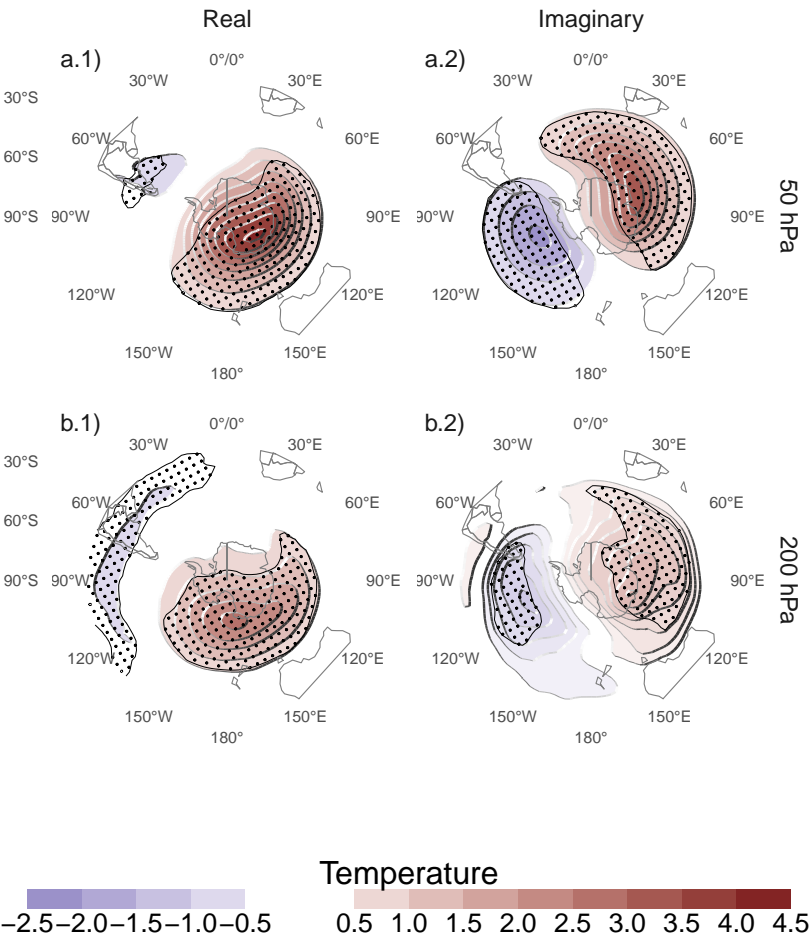 Real Imaginary
a.1) 0°/0° a.2) 0°/0°
30°W 30°E 30°W 30°E
30°S
60°W 60°E 60°W 60°E
60°S
90°S 90°W 90°E 90°W 90°E
50 hPa
120°W 120°E 120°W 120°E
150°W 150°E 150°W 150°E
180° 180°
b.1) 0°/0° b.2) 0°/0°
30°W 30°E 30°W 30°E
30°S
60°W 60°E 60°W 60°E
60°S
90°S 90°W 90°E 90°W 90°E
200 hPa
120°W 120°E 120°W 120°E
150°W 150°E 150°W 150°E
180° 180°
Temperature
−2.5 −2.0 −1.5 −1.0 −0.5 0.5 1.0 1.5 2.0 2.5 3.0 3.5 4.0 4.5